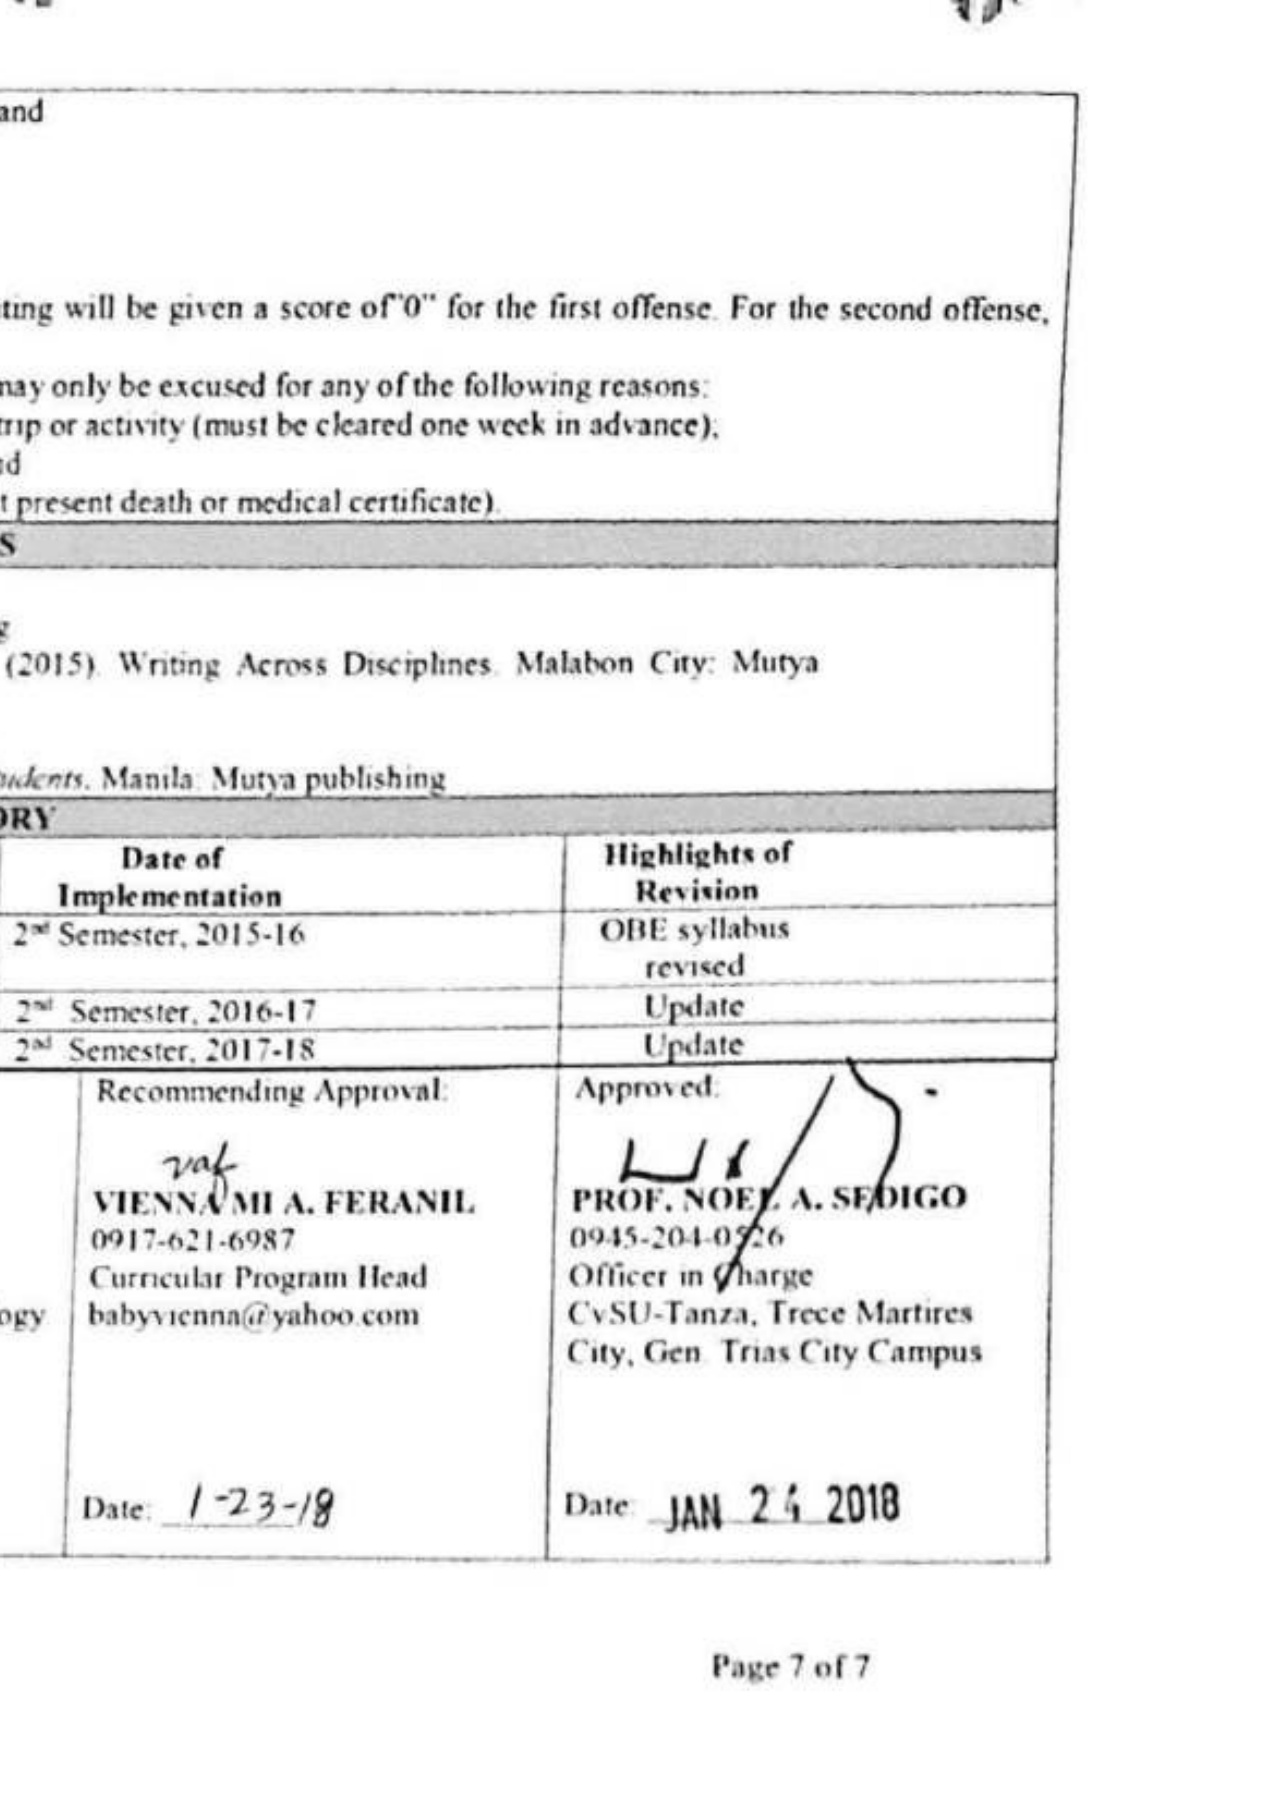 and
ting will be given a score of "0" for the first offense. For the second offense,
may only be excused for any of the following reasons:
trip or activity (must be cleared one week in advance);
d
t present death or medical certificate).
S
g
(2015). Writing Across Disciplines. Malabon City: Mutya
udents. Manila: Mutya publishing
ORY
Date of Implementation
Highlights of Revision
2nd Semester, 2015-16
OBE syllabus revised
2nd Semester, 2016-17
Update
2nd Semester, 2017-18
Update
Recommending Approval:
vaf
VIENNA MI A. FERANIL
0917-621-6987
Curricular Program Head
ogy
babyvienna@yahoo.com
Date: 1-23-18
Approved:
PROF. NOEL A. SEDIGO
0945-204-0526
Officer in Charge
CvSU-Tanza, Trece Martires
City, Gen. Trias City Campus
Date: JAN 24 2018
Page 7 of 7